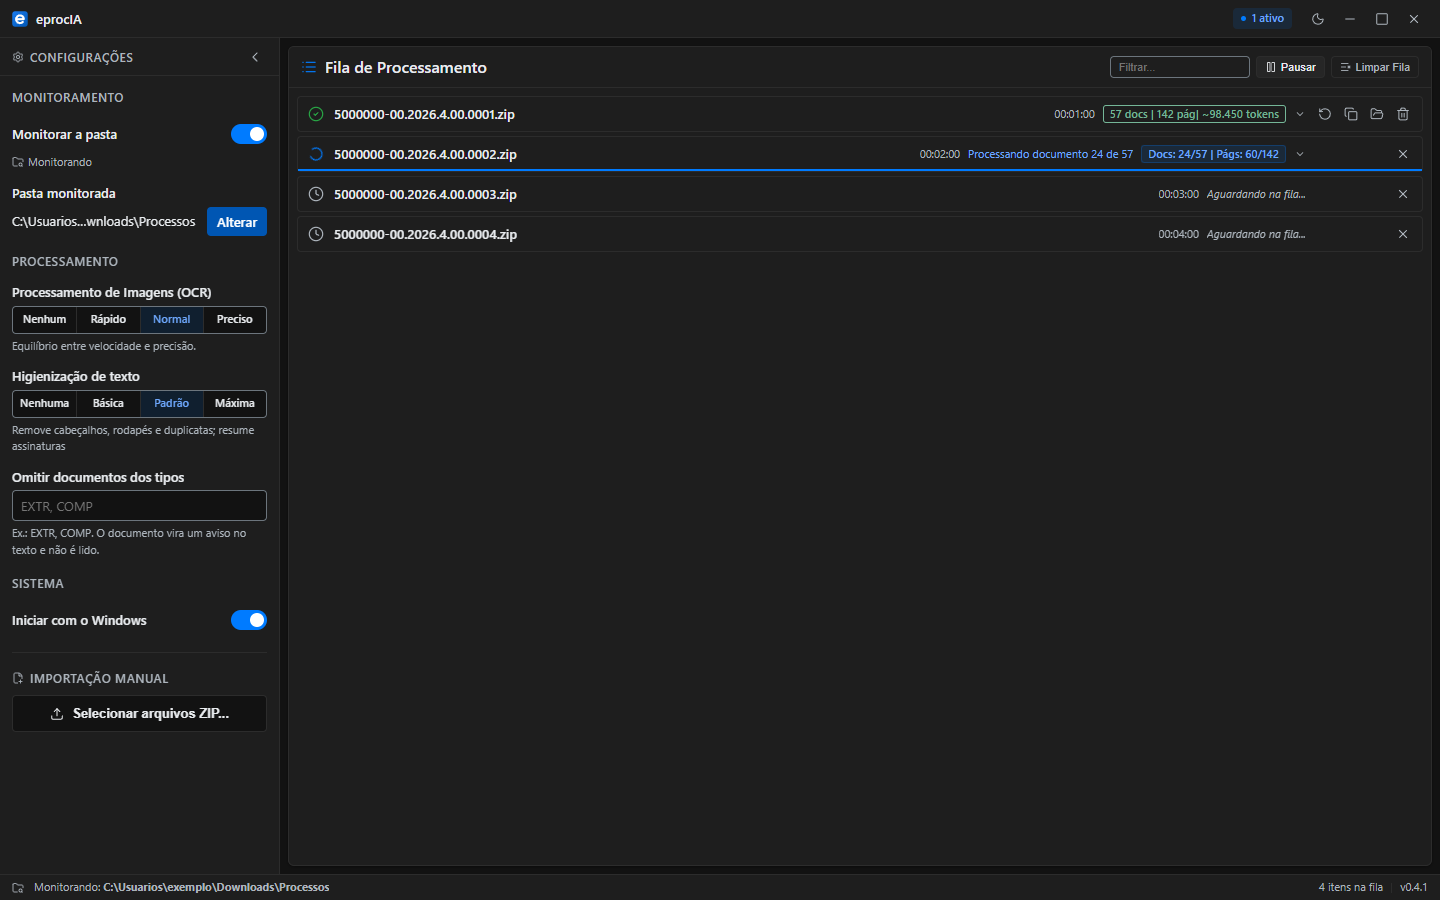 eprocIA
1 ativo
CONFIGURAÇÕES
MONITORAMENTO
Monitorar a pasta
Monitorando
Pasta monitorada
C:\Usuarios...wnloads\Processos
Alterar
PROCESSAMENTO
Processamento de Imagens (OCR)
Nenhum Rápido Normal Preciso
Equilíbrio entre velocidade e precisão.
Higienização de texto
Nenhuma Básica Padrão Máxima
Remove cabeçalhos, rodapés e duplicatas; resume
assinaturas
Omitir documentos dos tipos
EXTR, COMP
Ex.: EXTR, COMP. O documento vira um aviso no
texto e não é lido.
SISTEMA
Iniciar com o Windows
IMPORTAÇÃO MANUAL
Selecionar arquivos ZIP...
Fila de Processamento
Filtrar...
Pausar
Limpar Fila
5000000-00.2026.4.00.0001.zip 00:01:00 57 docs | 142 pág| ~98.450 tokens
5000000-00.2026.4.00.0002.zip 00:02:00 Processando documento 24 de 57 Docs: 24/57 | Págs: 60/142
5000000-00.2026.4.00.0003.zip 00:03:00 Aguardando na fila...
5000000-00.2026.4.00.0004.zip 00:04:00 Aguardando na fila...
Monitorando: C:\Usuarios\exemplo\Downloads\Processos
4 itens na fila v0.4.1